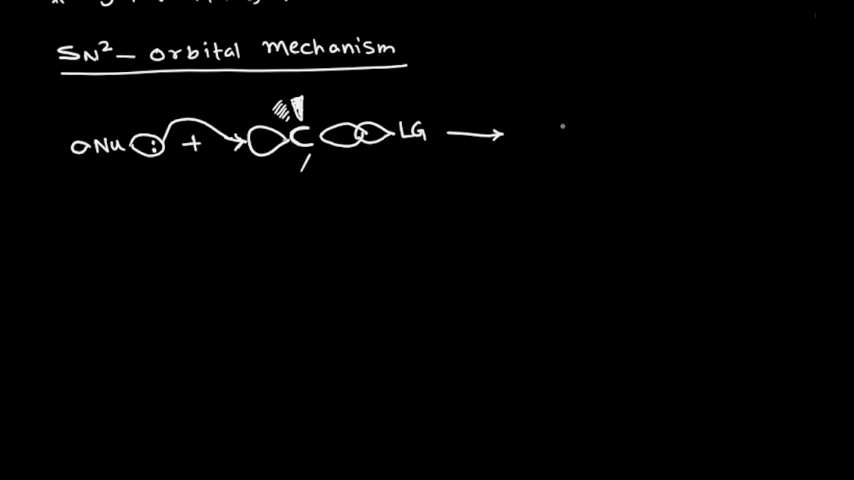 SN² – orbital mechanism
Nu : + C LG →